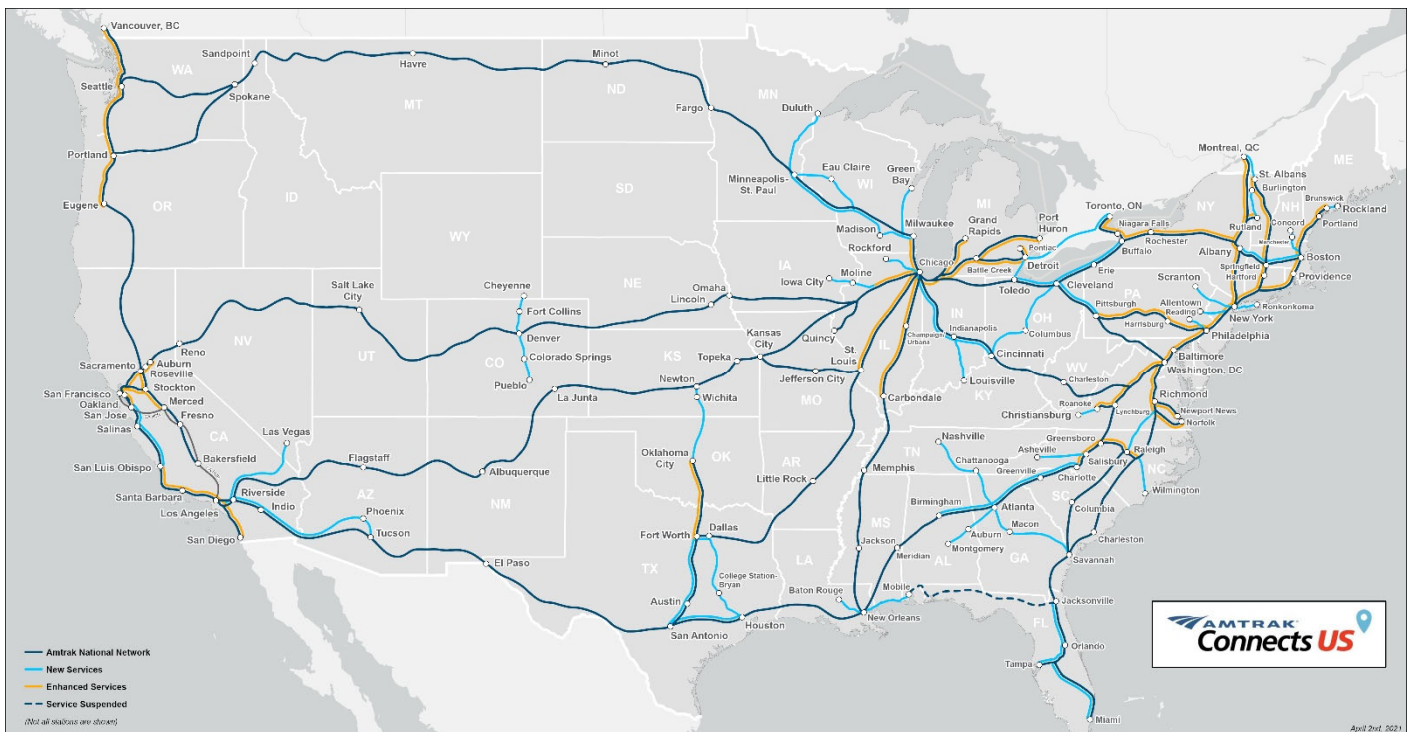 Vancouver, BC
WA
Seattle
Sandpoint
Spokane
Havre
MT
Minot
ND
Fargo
MN
Duluth
Portland
Eugene
OR
ID
WY
SD
Minneapolis-
St. Paul
Eau Claire
WI
Green
Bay
Madison
Milwaukee
Rockford
Chicago
MI
Grand
Rapids
Port
Huron
Pontiac
Battle Creek
Detroit
Toledo
Toronto, ON
Niagara Falls
Buffalo
Rochester
NY
Montreal, QC
St. Albans
Burlington
Rutland
NH
ME
Concord
Manchester
Brunswick
Rockland
Portland
Albany
Boston
Springfield
Hartford
Providence
Ronkonkoma
New York
Scranton
Allentown
Reading
Philadelphia
PA
Harrisburg
Pittsburgh
Erie
Cleveland
OH
Columbus
Baltimore
Washington, DC
Salt Lake
City
NV
UT
Reno
Auburn
Roseville
Sacramento
Stockton
San Francisco
Oakland
San Jose
Merced
Fresno
Salinas
CA
Bakersfield
San Luis Obispo
Santa Barbara
Los Angeles
San Diego
Las Vegas
Riverside
Indio
Cheyenne
Fort Collins
Denver
CO
Colorado Springs
Pueblo
La Junta
NE
Omaha
Lincoln
IA
Moline
Iowa City
KS
Topeka
Kansas
City
Newton
Wichita
Quincy
St.
Louis
Jefferson City
MO
IL
Champaign-
Urbana
Carbondale
IN
Indianapolis
Cincinnati
Louisville
KY
WV
Charleston
Roanoke
Christiansburg
Lynchburg
Richmond
Newport News
Norfolk
Flagstaff
AZ
Phoenix
Tucson
Albuquerque
NM
El Paso
Oklahoma
City
OK
AR
Little Rock
Fort Worth
Dallas
TX
College Station-
Bryan
Austin
San Antonio
Houston
LA
Baton Rouge
New Orleans
Memphis
MS
Jackson
Meridian
Mobile
TN
Nashville
Chattanooga
Birmingham
AL
Montgomery
Auburn
Atlanta
Macon
GA
Asheville
Greenville
Greensboro
Salisbury
Charlotte
Raleigh
NC
Wilmington
SC
Columbia
Charleston
Savannah
Jacksonville
FL
Orlando
Tampa
Miami
AMTRAK
Connects US
Amtrak National Network
New Services
Enhanced Services
Service Suspended
(Not all stations are shown)
April 2nd, 2021